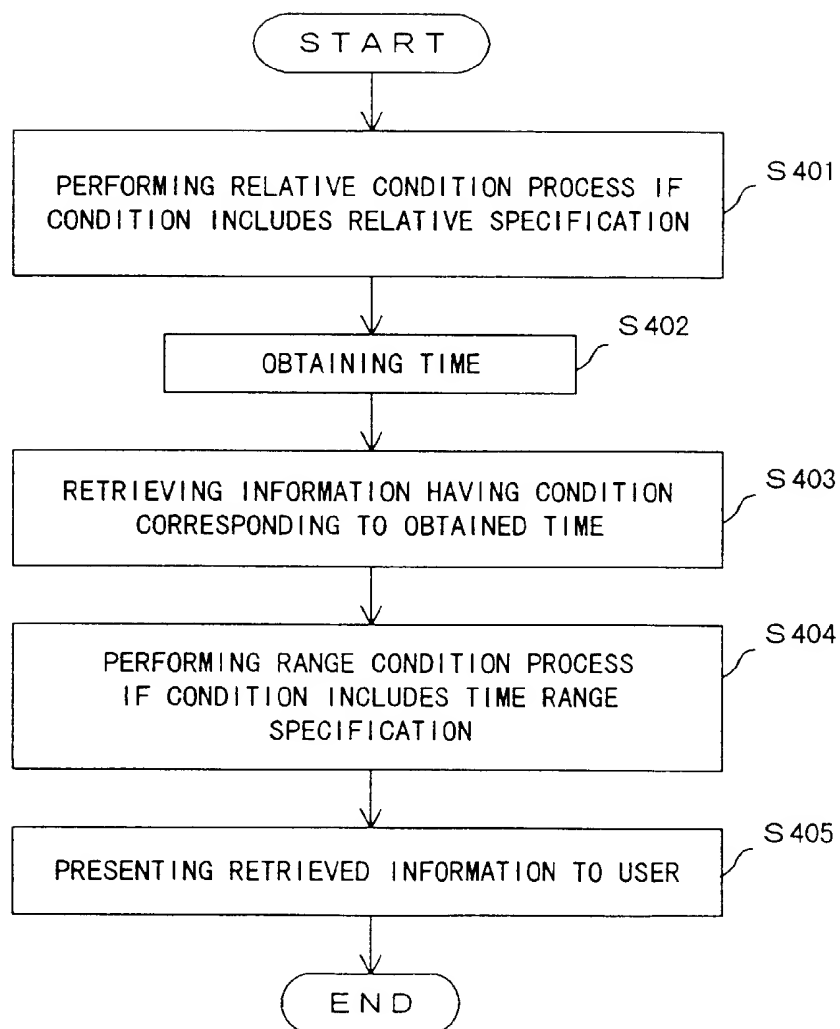 START
PERFORMING RELATIVE CONDITION PROCESS IF
CONDITION INCLUDES RELATIVE SPECIFICATION
S401
OBTAINING TIME
S402
RETRIEVING INFORMATION HAVING CONDITION
CORRESPONDING TO OBTAINED TIME
S403
PERFORMING RANGE CONDITION PROCESS
IF CONDITION INCLUDES TIME RANGE
SPECIFICATION
S404
PRESENTING RETRIEVED INFORMATION TO USER
S405
END